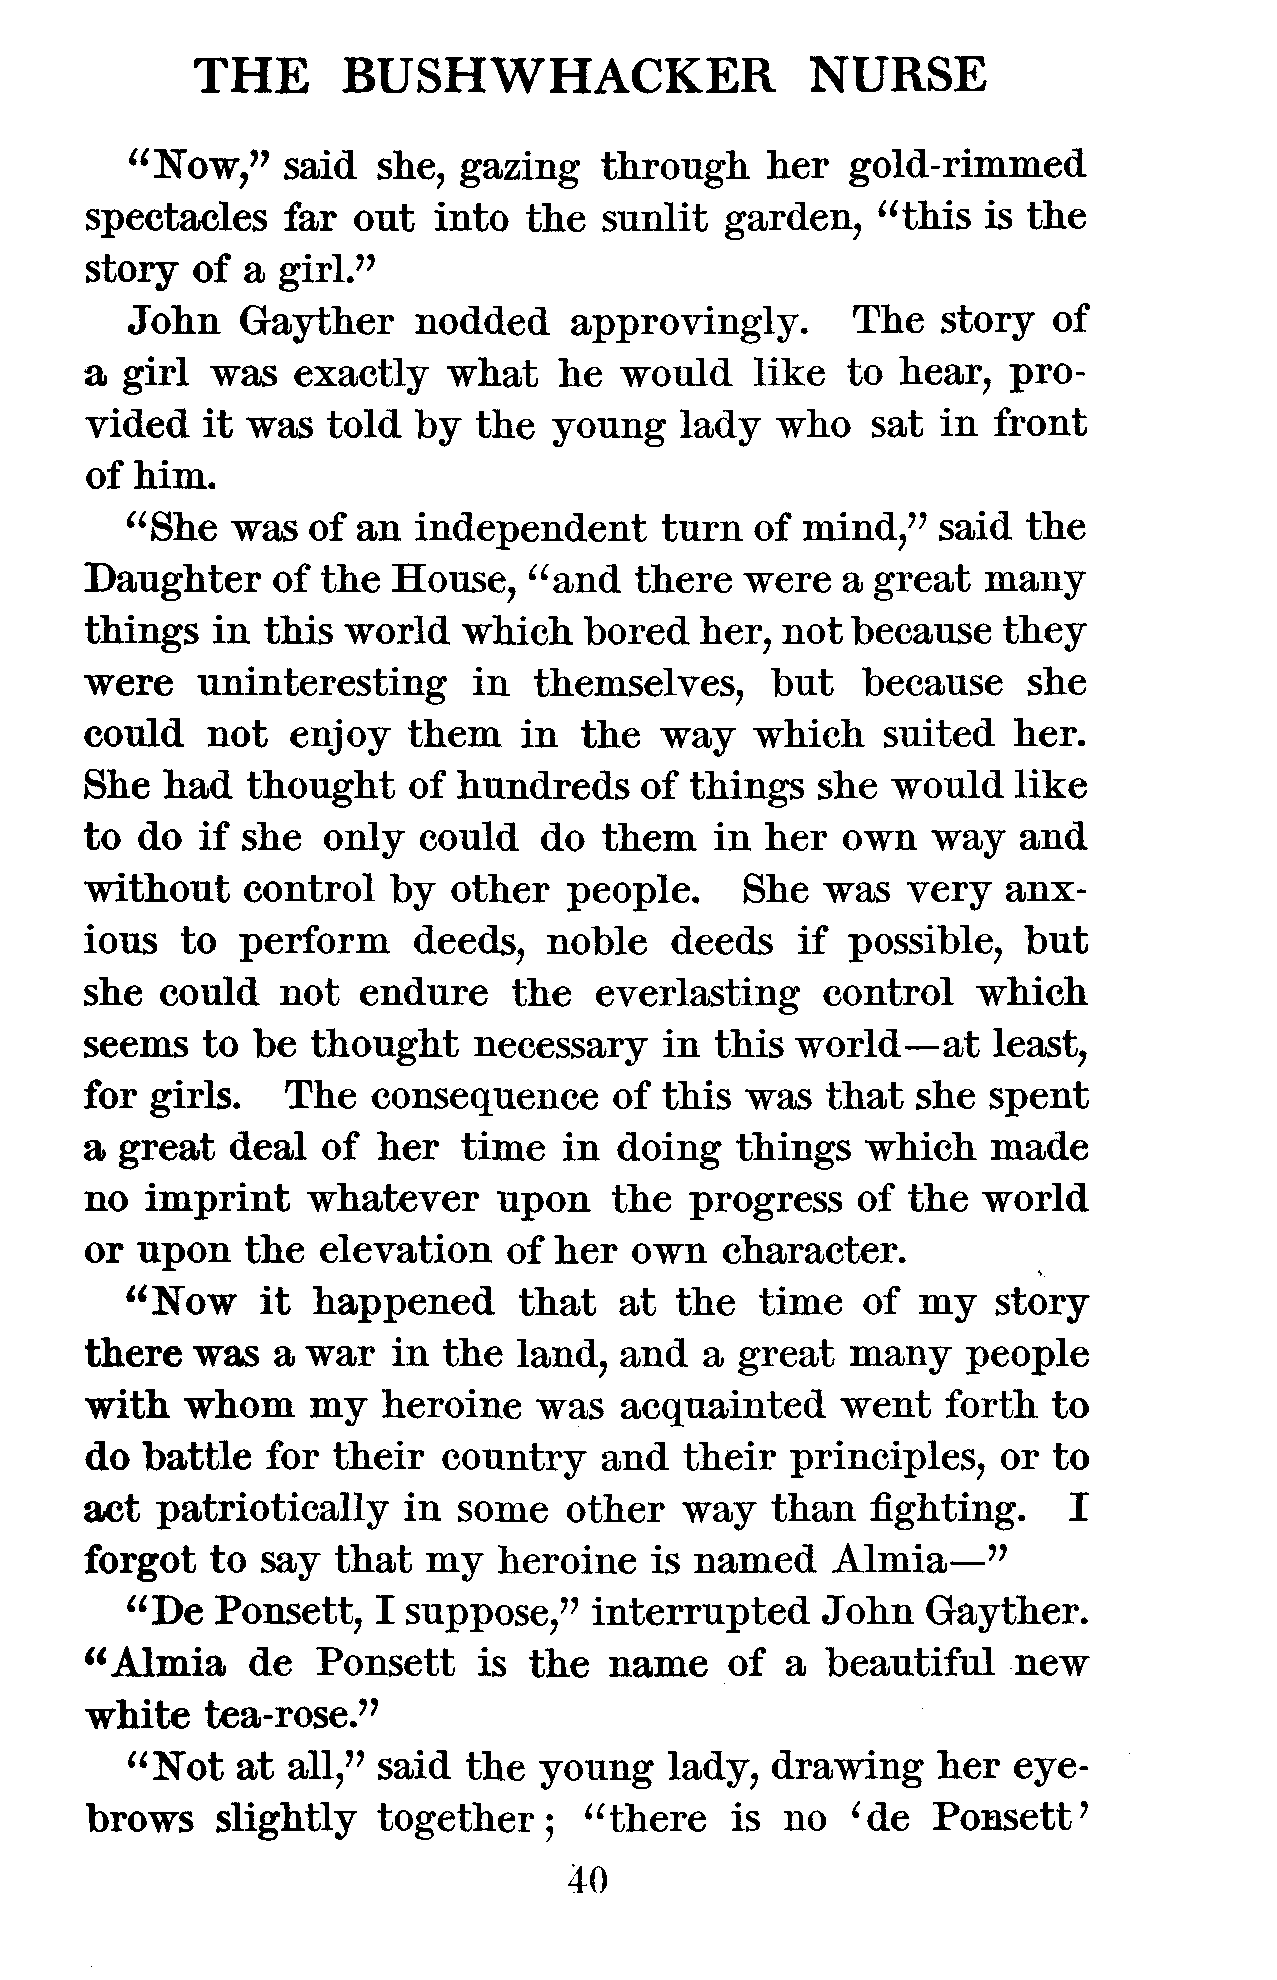 THE BUSHWHACKER NURSE
“Now,” said she, gazing through her gold-rimmed
spectacles far out into the sunlit garden, “this is the
story of a girl.”
John Gayther nodded approvingly. The story of
a girl was exactly what he would like to hear, pro-
vided it was told by the young lady who sat in front
of him.
“She was of an independent turn of mind,” said the
Daughter of the House, “and there were a great many
things in this world which bored her, not because they
were uninteresting in themselves, but because she
could not enjoy them in the way which suited her.
She had thought of hundreds of things she would like
to do if she only could do them in her own way and
without control by other people. She was very anx-
ious to perform deeds, noble deeds if possible, but
she could not endure the everlasting control which
seems to be thought necessary in this world—at least,
for girls. The consequence of this was that she spent
a great deal of her time in doing things which made
no imprint whatever upon the progress of the world
or upon the elevation of her own character.
“Now it happened that at the time of my story
there was a war in the land, and a great many people
with whom my heroine was acquainted went forth to
do battle for their country and their principles, or to
act patriotically in some other way than fighting. I
forgot to say that my heroine is named Almia—”
“De Ponsett, I suppose,” interrupted John Gayther.
“Almia de Ponsett is the name of a beautiful new
white tea-rose.”
“Not at all,” said the young lady, drawing her eye-
brows slightly together; “there is no ‘de Ponsett’
40